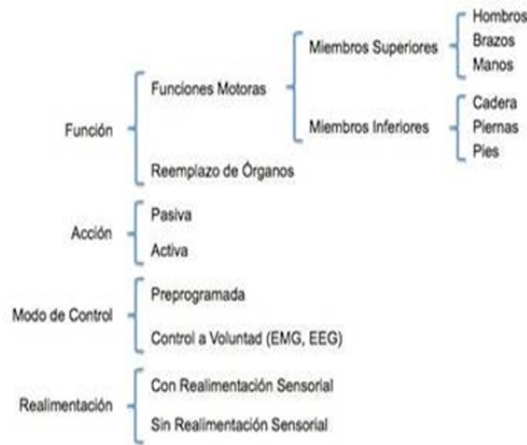 Función
Funciones Motoras
Miembros Superiores
Hombros
Brazos
Manos
Miembros Inferiores
Cadera
Piernas
Pies
Reemplazo de Órganos
Acción
Pasiva
Activa
Modo de Control
Preprogramada
Control a Voluntad (EMG, EEG)
Realimentación
Con Realimentación Sensorial
Sin Realimentación Sensorial